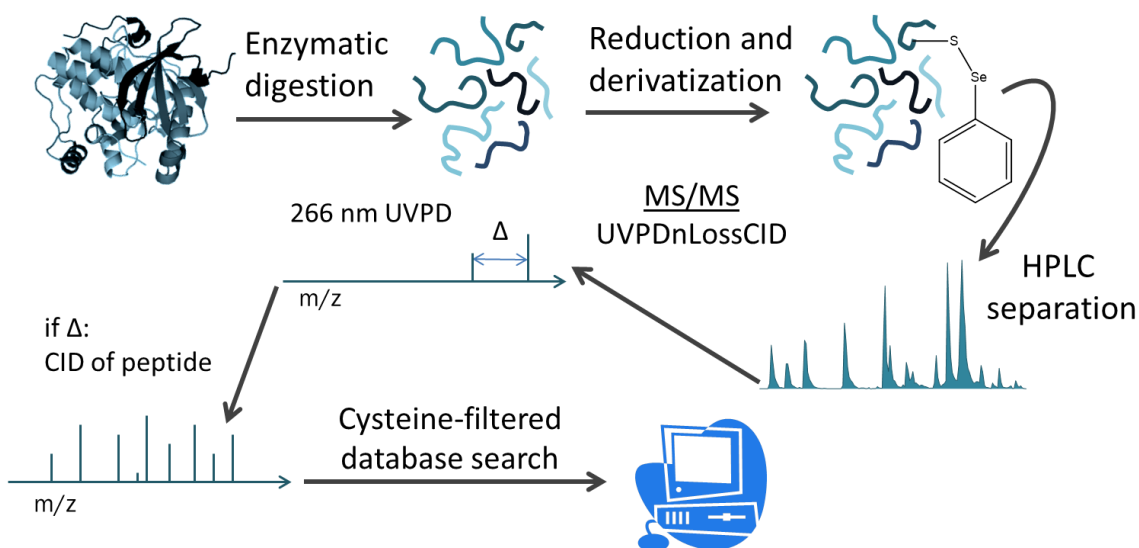 Enzymatic
digestion
Reduction and
derivatization
S
Se
MS/MS
UVPDnLossCID
266 nm UVPD
Δ
m/z
HPLC
separation
if Δ:
CID of peptide
Cysteine-filtered
database search
m/z